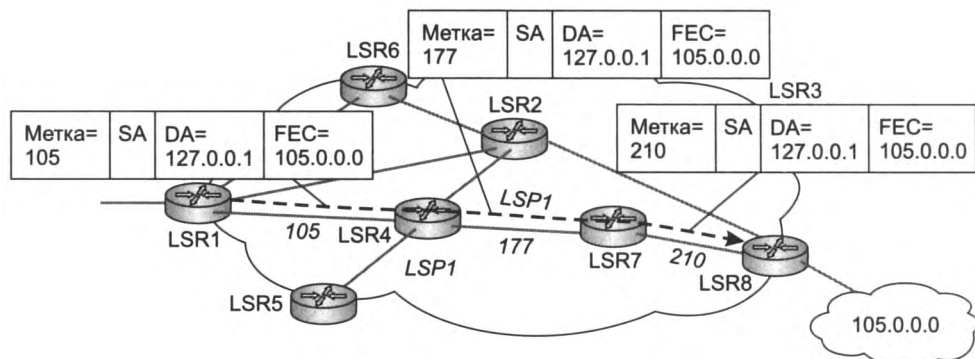 Метка= SA DA= FEC=
177 127.0.0.1 105.0.0.0
LSR6
LSR3
LSR2
Метка= SA DA= FEC=
105 127.0.0.1 105.0.0.0
Метка= SA DA= FEC=
210 127.0.0.1 105.0.0.0
LSP1
LSR1
105
LSR4
177
LSR7
210
LSR8
LSP1
LSR5
105.0.0.0